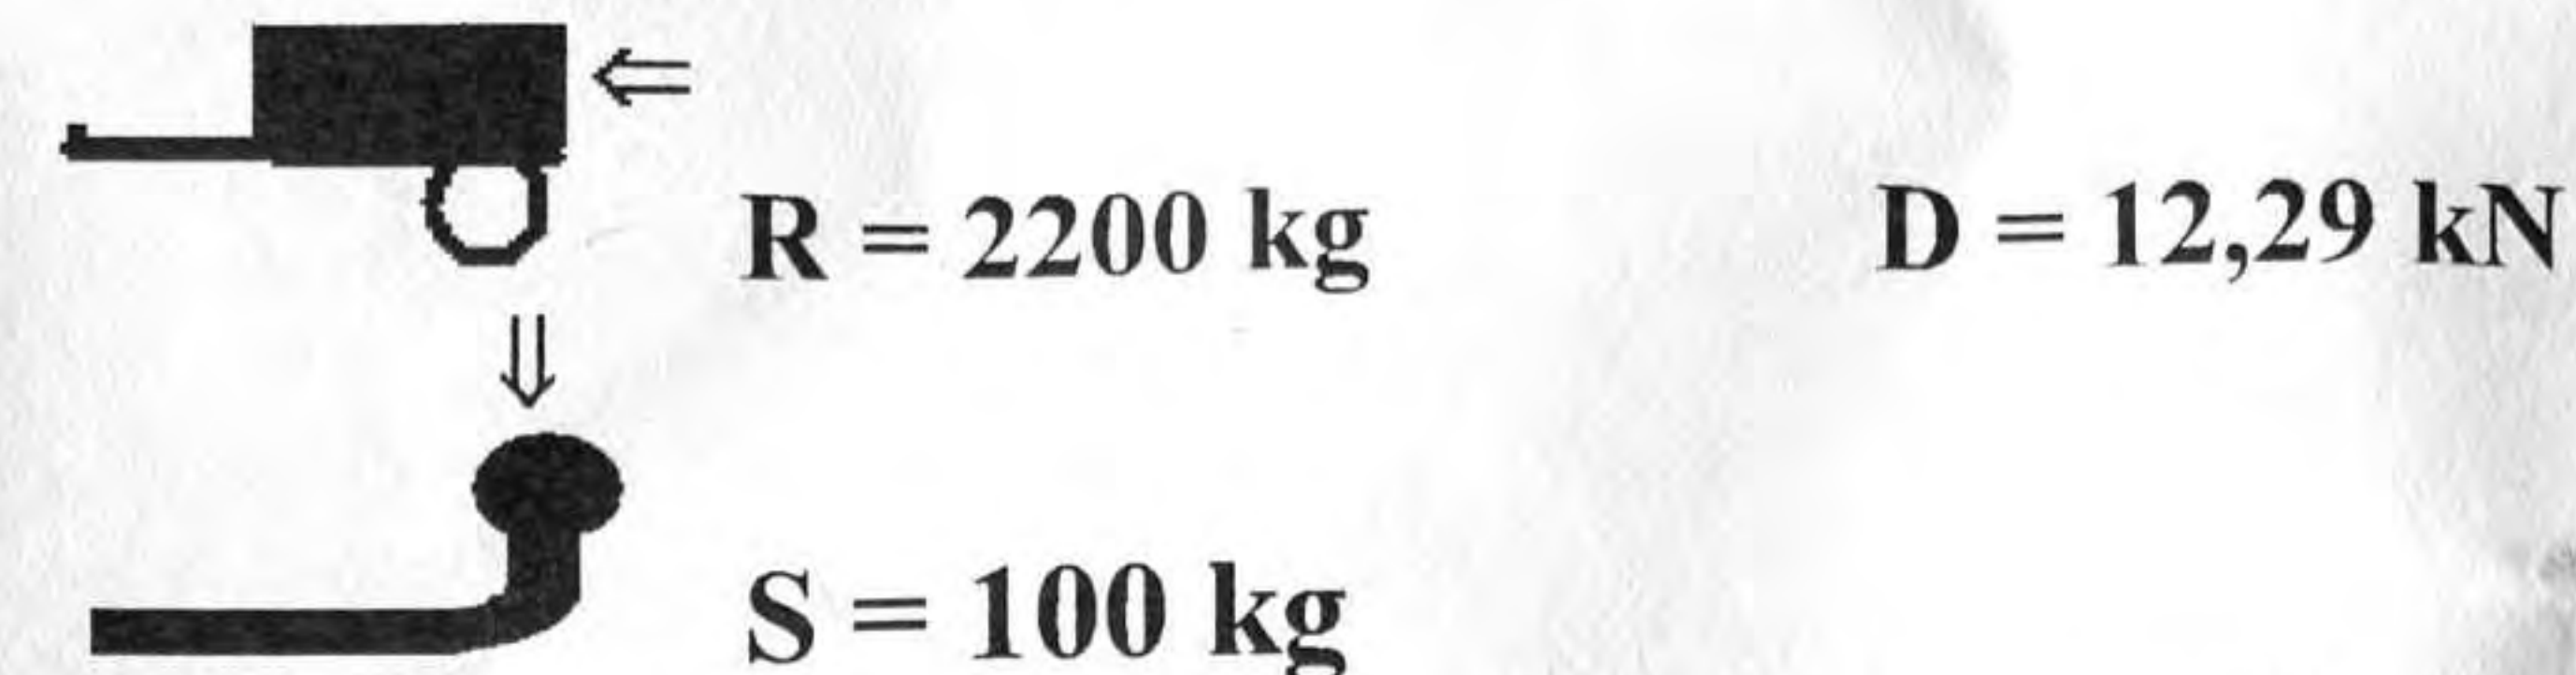 R = 2200 kg D = 12,29 kN
S = 100 kg